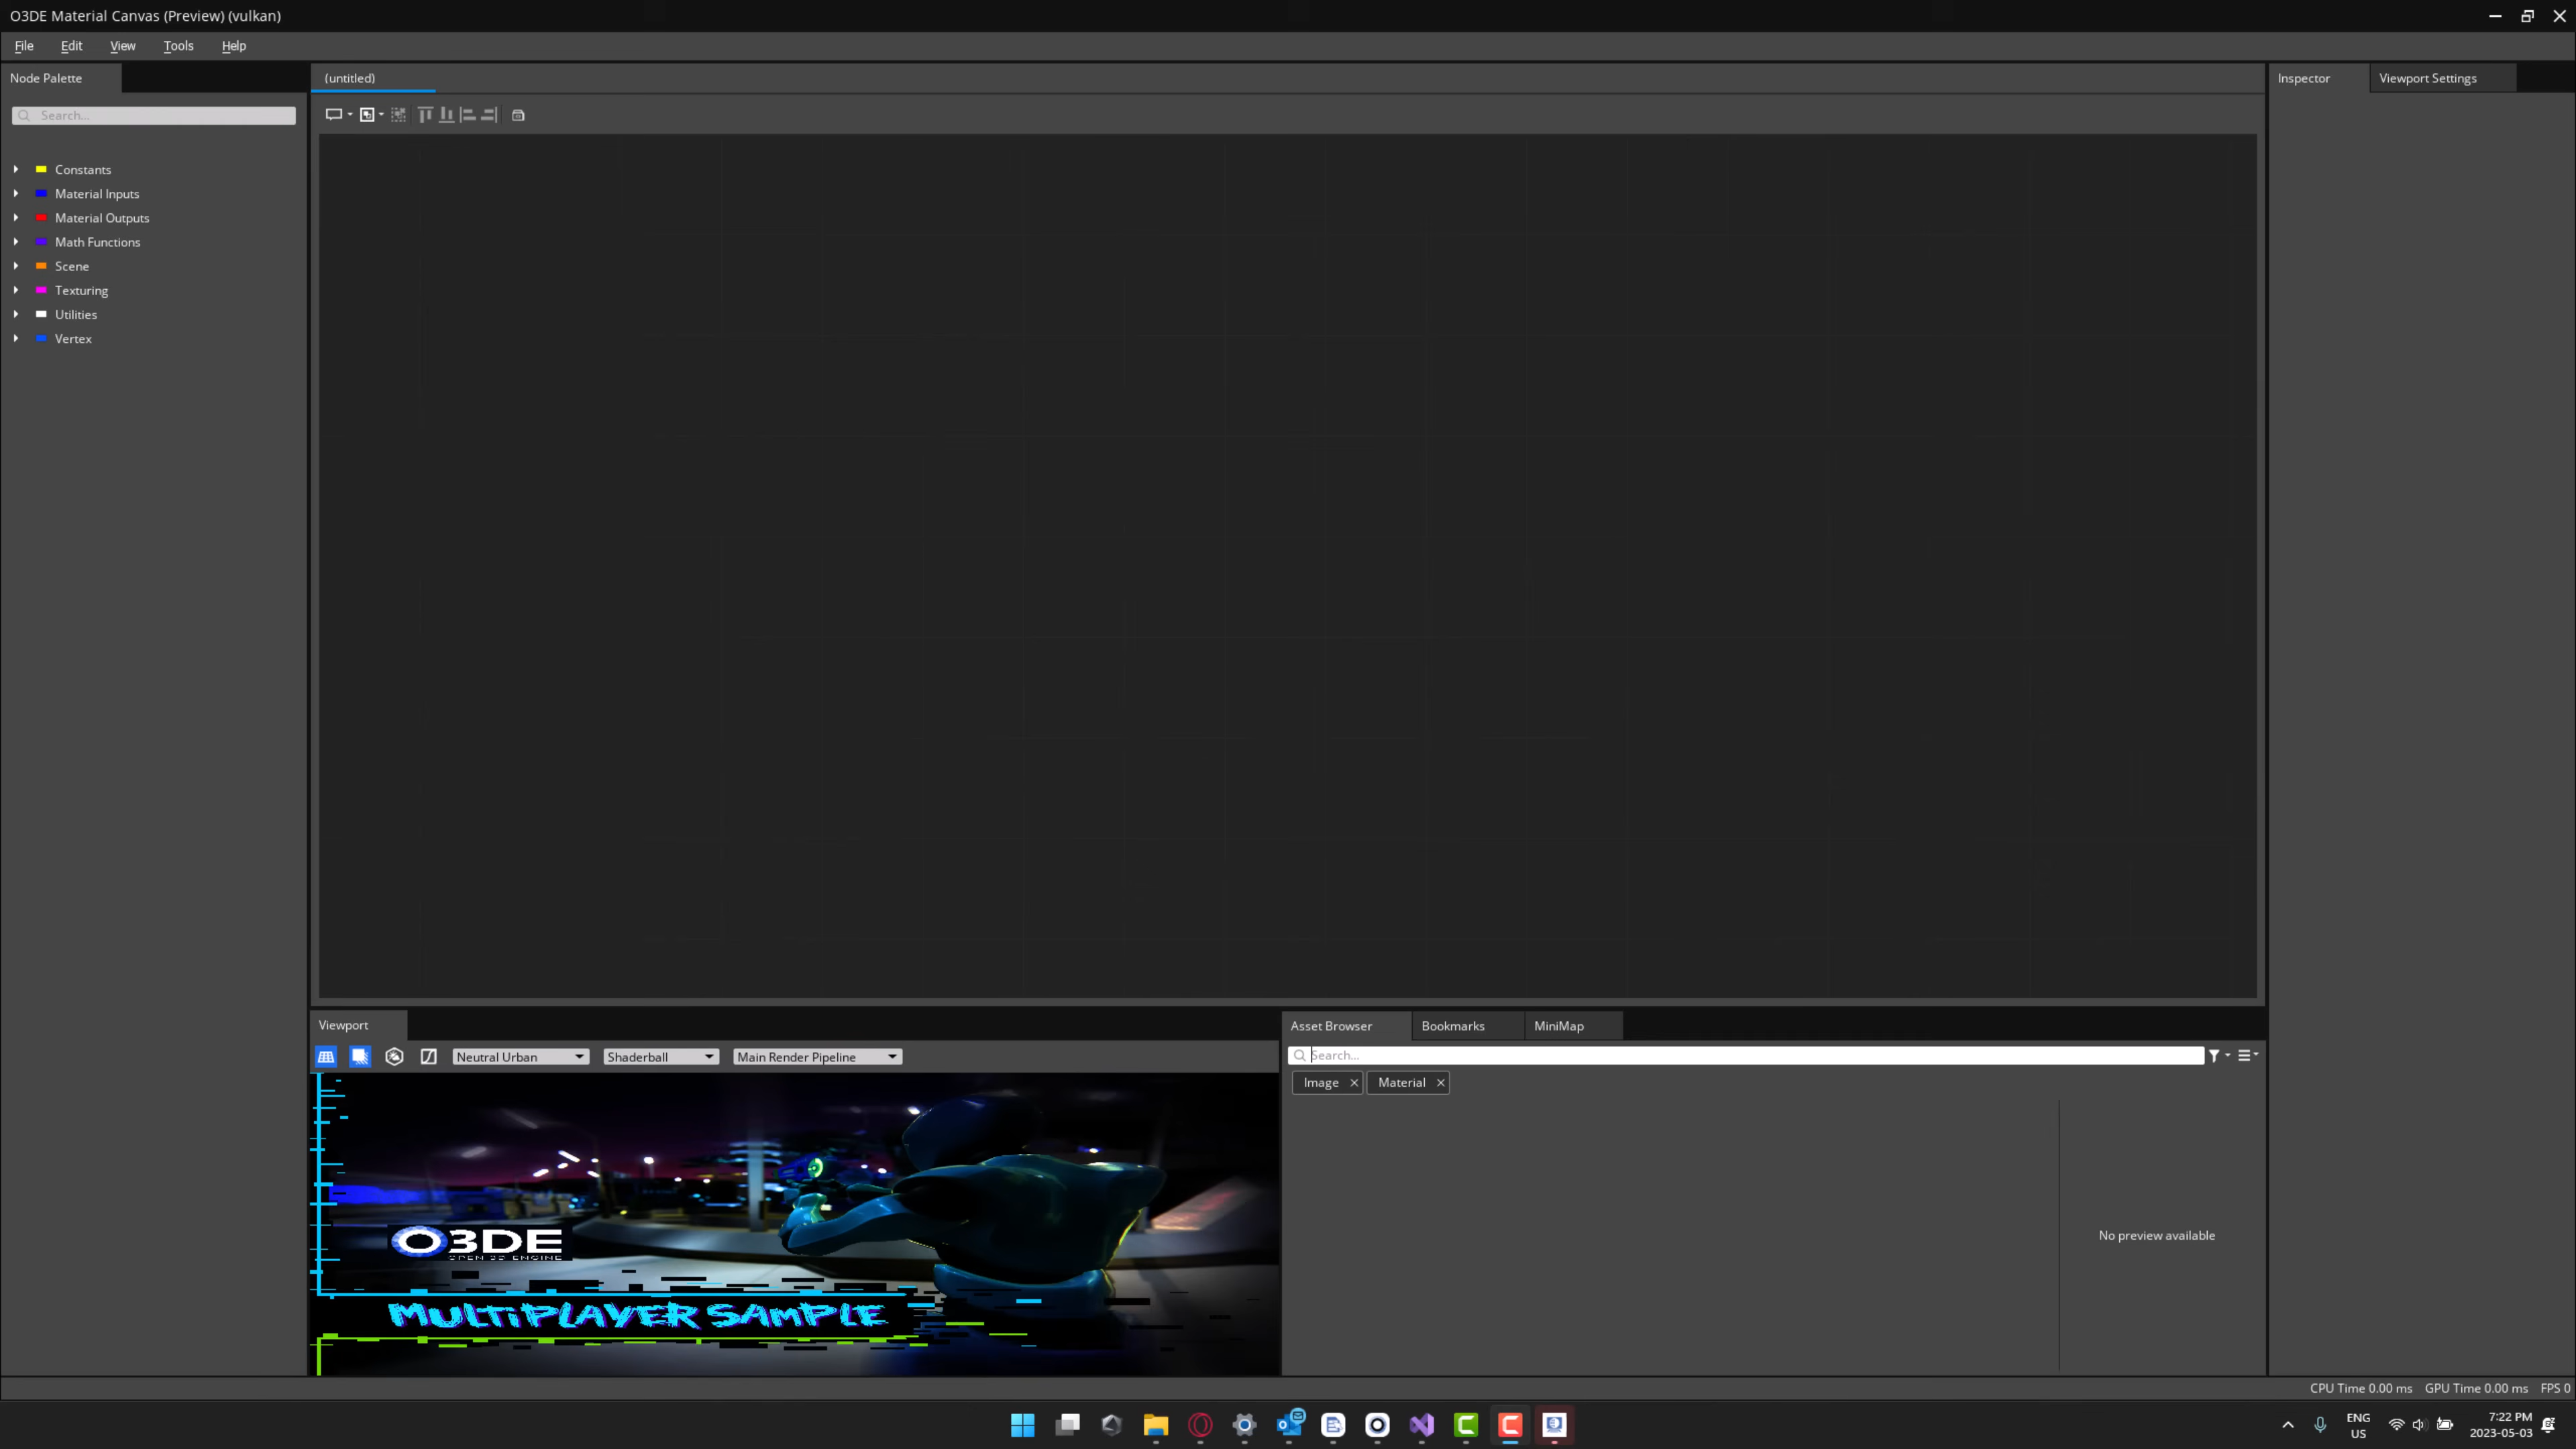 O3DE Material Canvas (Preview) (vulkan)
File Edit View Tools Help
Node Palette
(untitled)
Inspector
Viewport Settings
Search...
Constants
Material Inputs
Material Outputs
Math Functions
Scene
Texturing
Utilities
Vertex
Viewport
Asset Browser
Bookmarks
MiniMap
Neutral Urban
Shaderball
Main Render Pipeline
Search...
Image
Material
No preview available
O3DE
OPEN 3D ENGINE
MULTIPLAYER SAMPLE
CPU Time 0.00 ms GPU Time 0.00 ms FPS 0
ENG
US
7:22 PM
2023-05-03